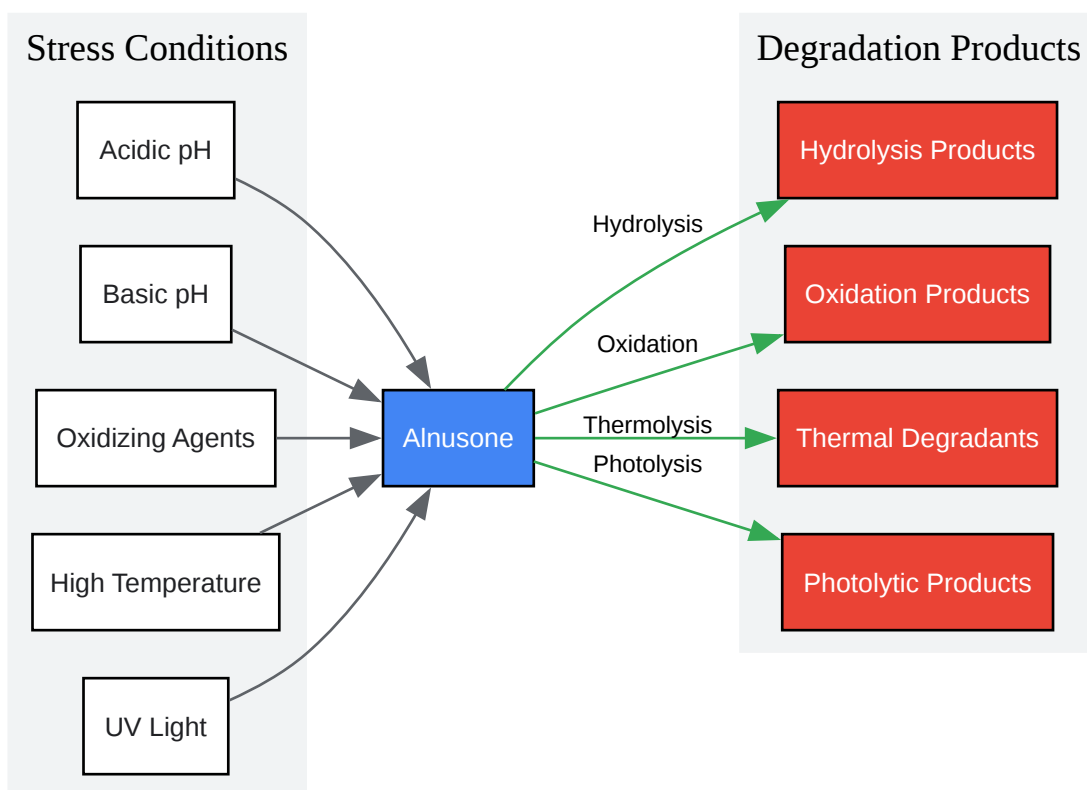 Stress Conditions
Acidic pH
Basic pH
Oxidizing Agents
High Temperature
UV Light
Alnusone
Hydrolysis
Oxidation
Thermolysis
Photolysis
Degradation Products
Hydrolysis Products
Oxidation Products
Thermal Degradants
Photolytic Products